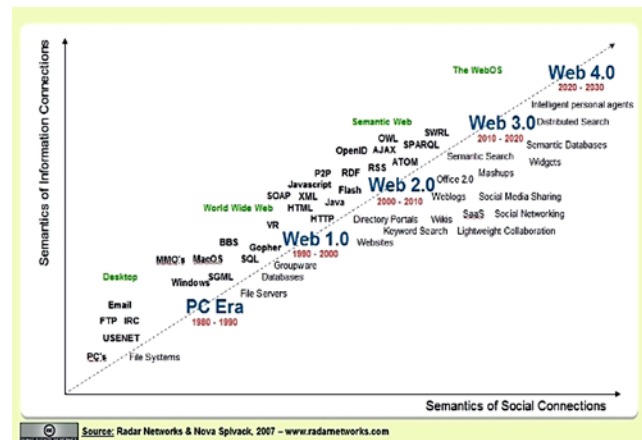 Semantics of Information Connections
The WebOS
Web 4.0
2020 - 2030
Intelligent personal agents
Semantic Web
SWRL
Web 3.0
2010 - 2020
Distributed Search
OWL
OpenID AJAX SPARQL
Semantic Databases
ATOM
Semantic Search
Widgets
P2P RDF RSS
Mashups
Javascript Flash
Web 2.0
2000 - 2010
Office 2.0
SOAP XML Java
Weblogs Social Media Sharing
World Wide Web
HTML
HTTP
Directory Portals Wikis SaaS Social Networking
VR
Keyword Search Lightweight Collaboration
BBS
Gopher
Web 1.0
1990 - 2000
Websites
MMO's MacOS SQL
Groupware
Desktop
SGML
Databases
Windows
File Servers
Email
PC Era
1980 - 1990
FTP IRC
USENET
PC's File Systems
Semantics of Social Connections
Source: Radar Networks & Nova Spivack, 2007 – www.radarnetworks.com